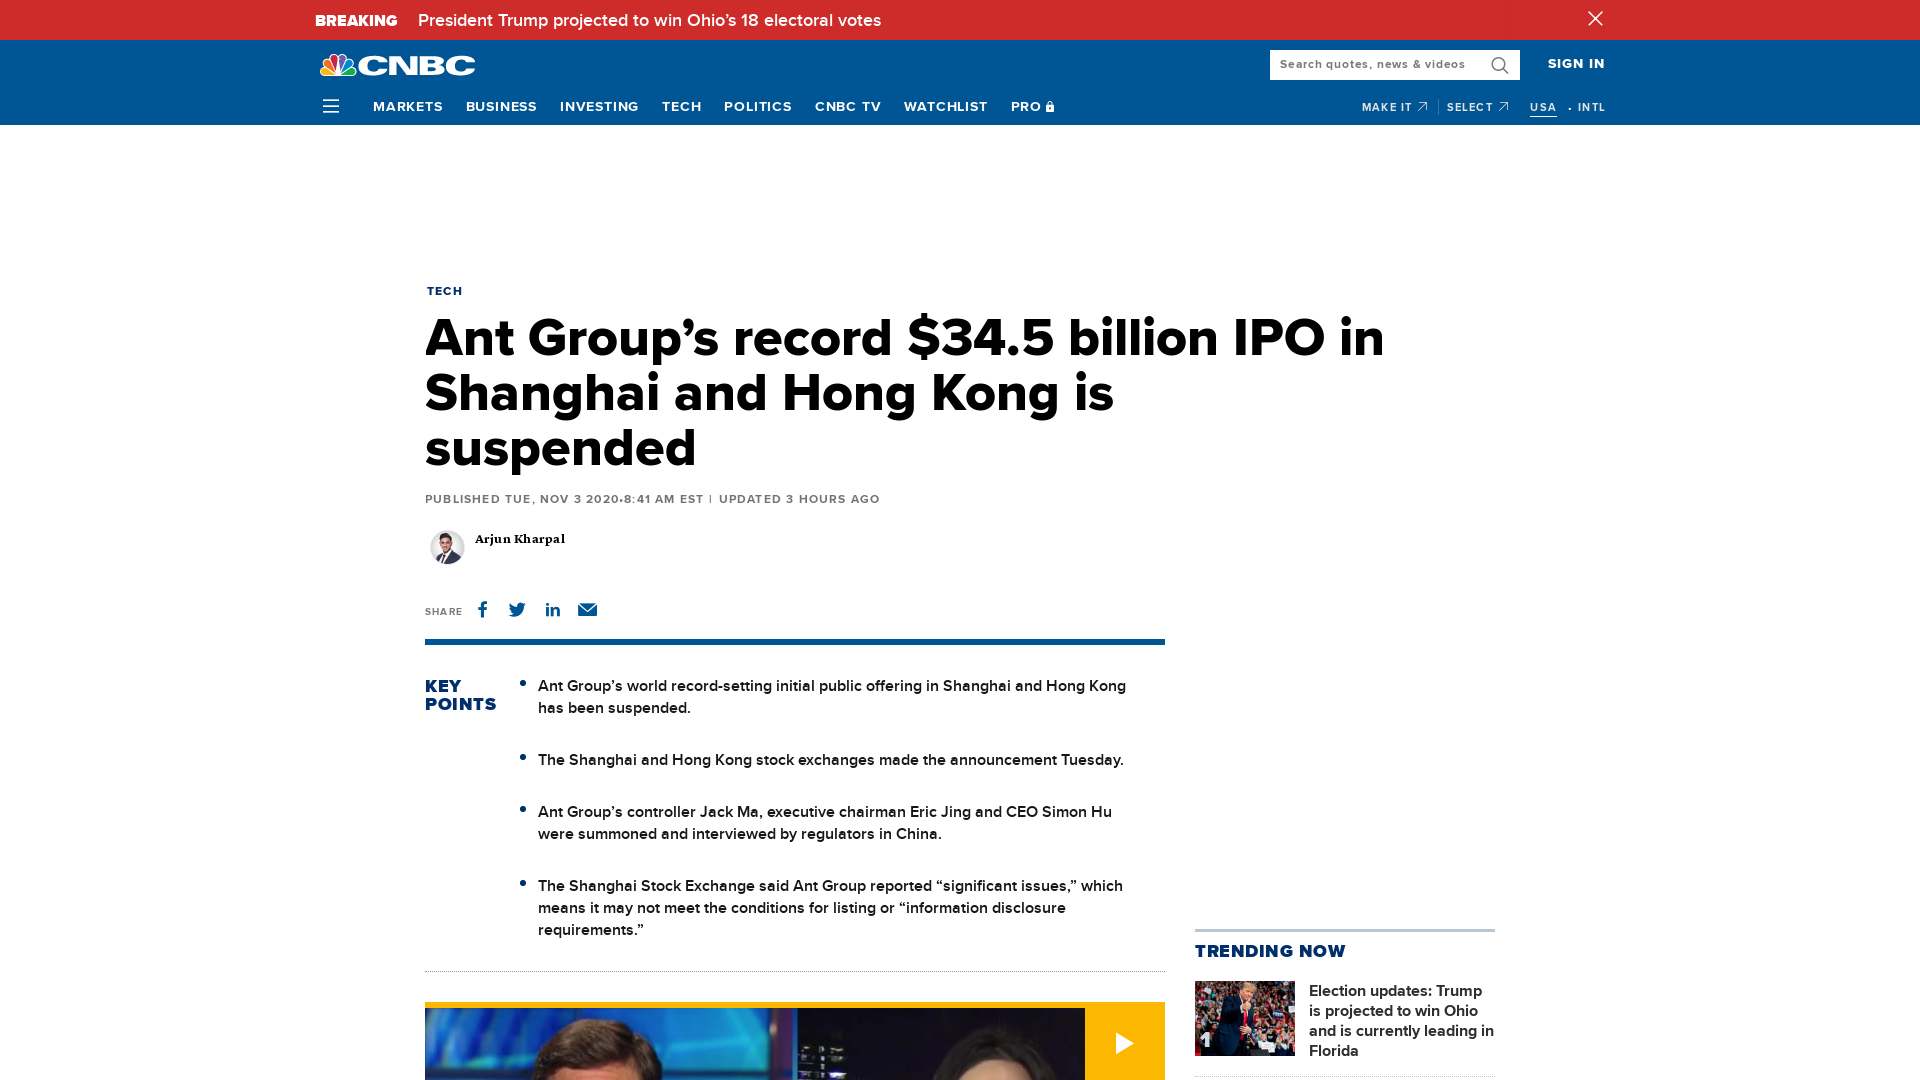 BREAKING President Trump projected to win Ohio’s 18 electoral votes
CNBC
Search quotes, news & videos
SIGN IN
MARKETS BUSINESS INVESTING TECH POLITICS CNBC TV WATCHLIST PRO
MAKE IT SELECT USA • INTL
TECH
Ant Group’s record $34.5 billion IPO in
Shanghai and Hong Kong is
suspended
PUBLISHED TUE, NOV 3 2020•8:41 AM EST | UPDATED 3 HOURS AGO
Arjun Kharpal
SHARE
KEY
POINTS
Ant Group’s world record-setting initial public offering in Shanghai and Hong Kong
has been suspended.
The Shanghai and Hong Kong stock exchanges made the announcement Tuesday.
Ant Group’s controller Jack Ma, executive chairman Eric Jing and CEO Simon Hu
were summoned and interviewed by regulators in China.
The Shanghai Stock Exchange said Ant Group reported “significant issues,” which
means it may not meet the conditions for listing or “information disclosure
requirements.”
TRENDING NOW
1
Election updates: Trump
is projected to win Ohio
and is currently leading in
Florida